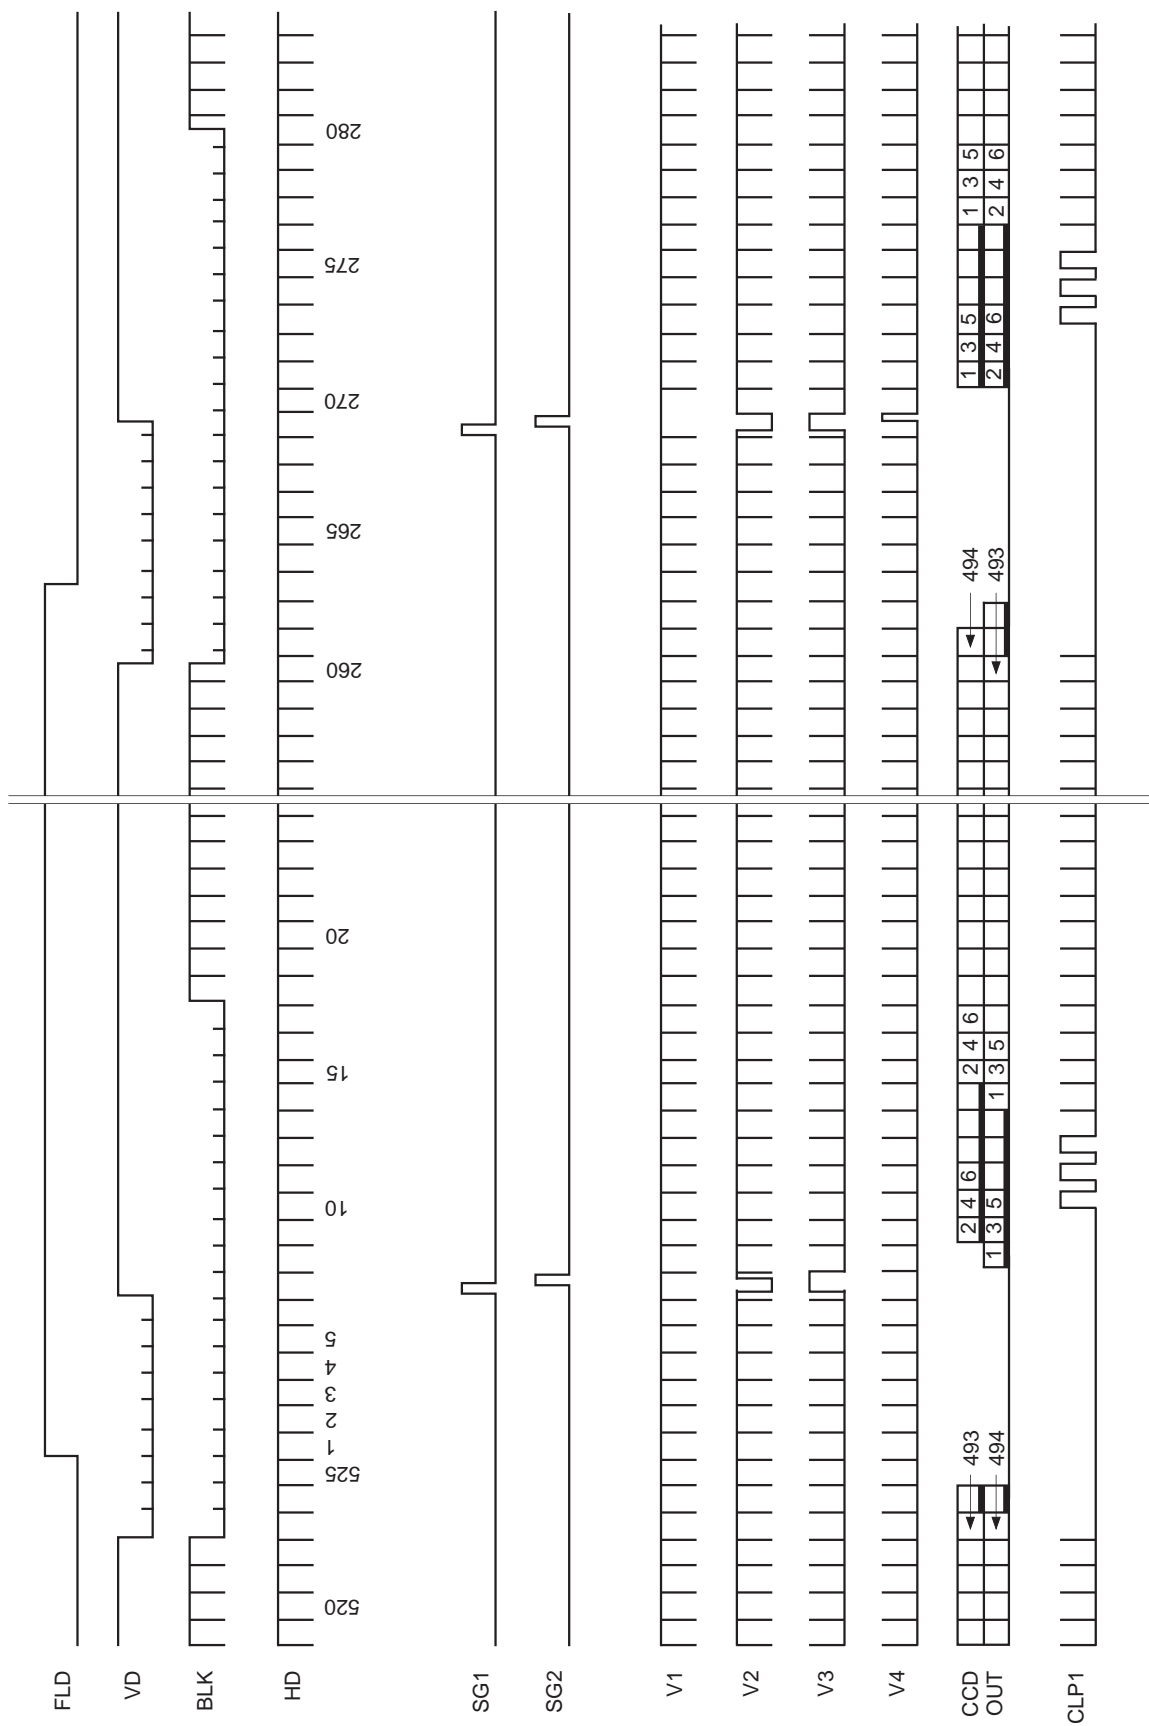 FLD
VD
BLK
HD
520 525 1 2 3 4 5 10 15 20 260 265 270 275 280
SG1
SG2
V1
V2
V3
V4
CCD 493 2 4 6 2 4 6 494 1 3 5 1 3 5
OUT 494 1 3 5 1 3 5 493 2 4 6 2 4 6
CLP1